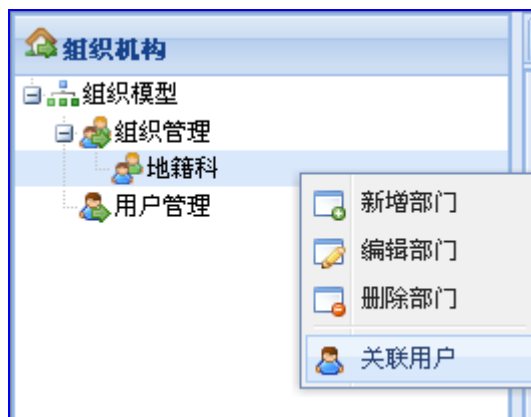 组织机构
组织模型
组织管理
地籍科
用户管理
新增部门
编辑部门
删除部门
关联用户